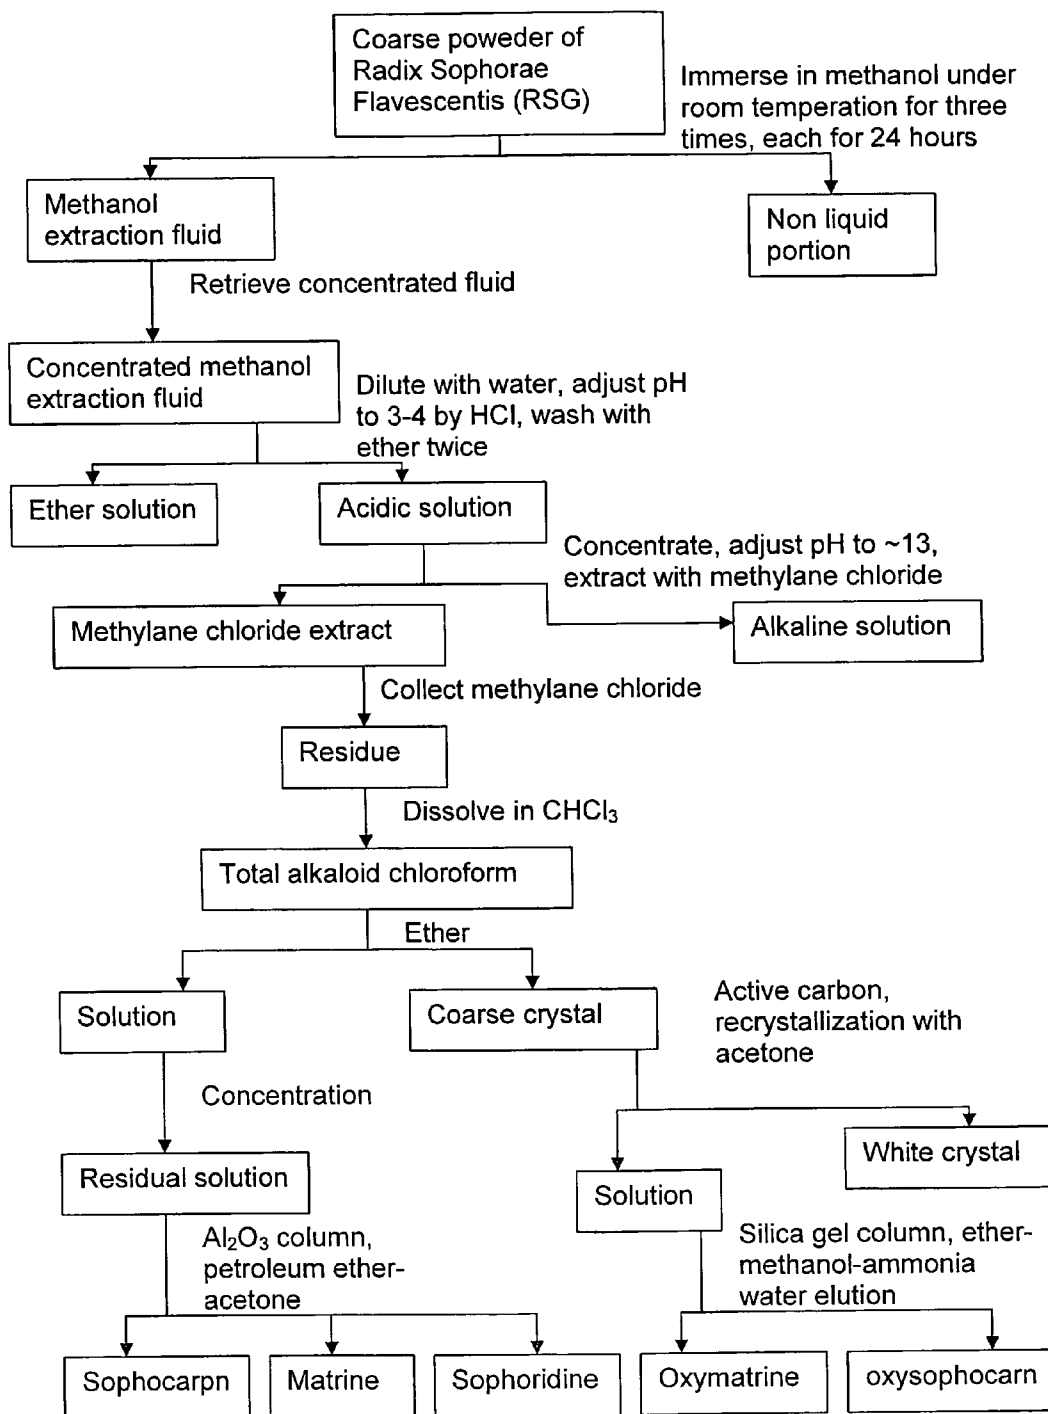 Coarse poweder of
Radix Sophorae
Flavescentis (RSG)
Immerse in methanol under
room temperation for three
times, each for 24 hours
Methanol
extraction fluid
Non liquid
portion
Retrieve concentrated fluid
Concentrated methanol
extraction fluid
Dilute with water, adjust pH
to 3-4 by HCl, wash with
ether twice
Ether solution
Acidic solution
Concentrate, adjust pH to ~13,
extract with methylane chloride
Methylane chloride extract
Alkaline solution
Collect methylane chloride
Residue
Dissolve in CHCl₃
Total alkaloid chloroform
Ether
Solution
Coarse crystal
Active carbon,
recrystallization with
acetone
Concentration
White crystal
Residual solution
Solution
Al₂O₃ column,
petroleum ether-
acetone
Silica gel column, ether-
methanol-ammonia
water elution
Sophocarpn
Matrine
Sophoridine
Oxymatrine
oxysophocarn